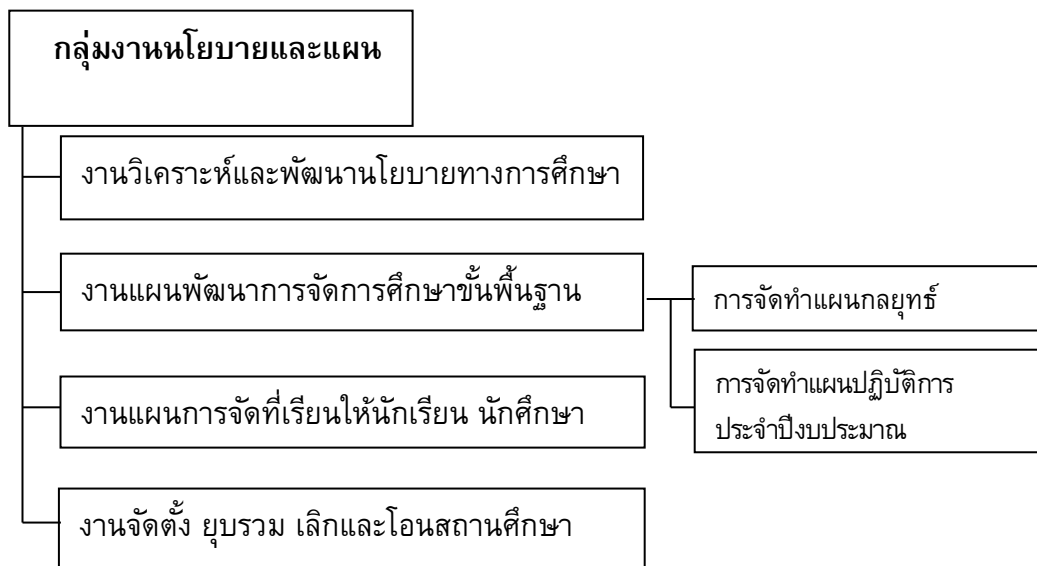 กลุ่มงานนโยบายและแผน
งานวิเคราะห์และพัฒนานโยบายทางการศึกษา
งานแผนพัฒนาการจัดการศึกษาขั้นพื้นฐาน
การจัดทำแผนกลยุทธ์
การจัดทำแผนปฏิบัติการ
ประจำปีงบประมาณ
งานแผนการจัดที่เรียนให้นักเรียน นักศึกษา
งานจัดตั้ง ยุบรวม เลิกและโอนสถานศึกษา